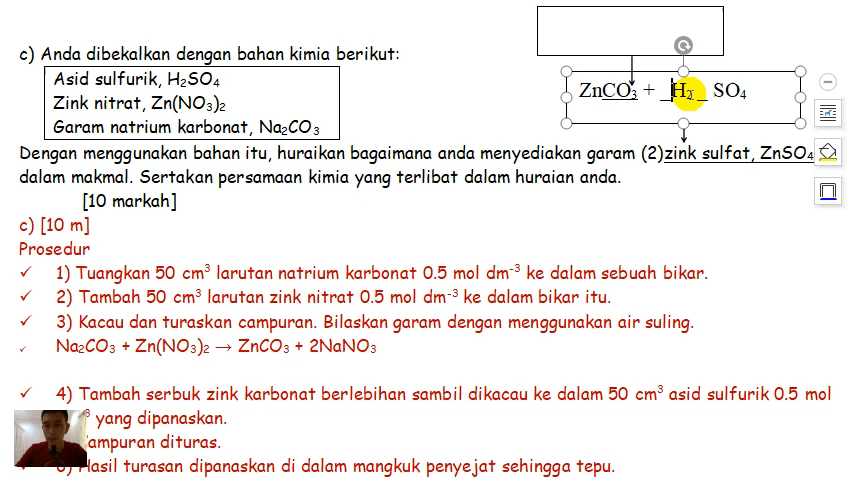 c) Anda dibekalkan dengan bahan kimia berikut:
Asid sulfurik, H₂SO₄
Zink nitrat, Zn(NO₃)₂
Garam natrium karbonat, Na₂CO₃
ZnCO₃ + _H₂_ SO₄
Dengan menggunakan bahan itu, huraikan bagaimana anda menyediakan garam (2)zink sulfat, ZnSO₄
dalam makmal. Sertakan persamaan kimia yang terlibat dalam huraian anda.
[10 markah]
c) [10 m]
Prosedur
✓ 1) Tuangkan 50 cm³ larutan natrium karbonat 0.5 mol dm⁻³ ke dalam sebuah bikar.
✓ 2) Tambah 50 cm³ larutan zink nitrat 0.5 mol dm⁻³ ke dalam bikar itu.
✓ 3) Kacau dan turaskan campuran. Bilaskan garam dengan menggunakan air suling.
✓ Na₂CO₃ + Zn(NO₃)₂ → ZnCO₃ + 2NaNO₃
✓ 4) Tambah serbuk zink karbonat berlebihan sambil dikacau ke dalam 50 cm³ asid sulfurik 0.5 mol
³ yang dipanaskan.
ampuran dituras.
6) Hasil turasan dipanaskan di dalam mangkuk penyejat sehingga tepu.